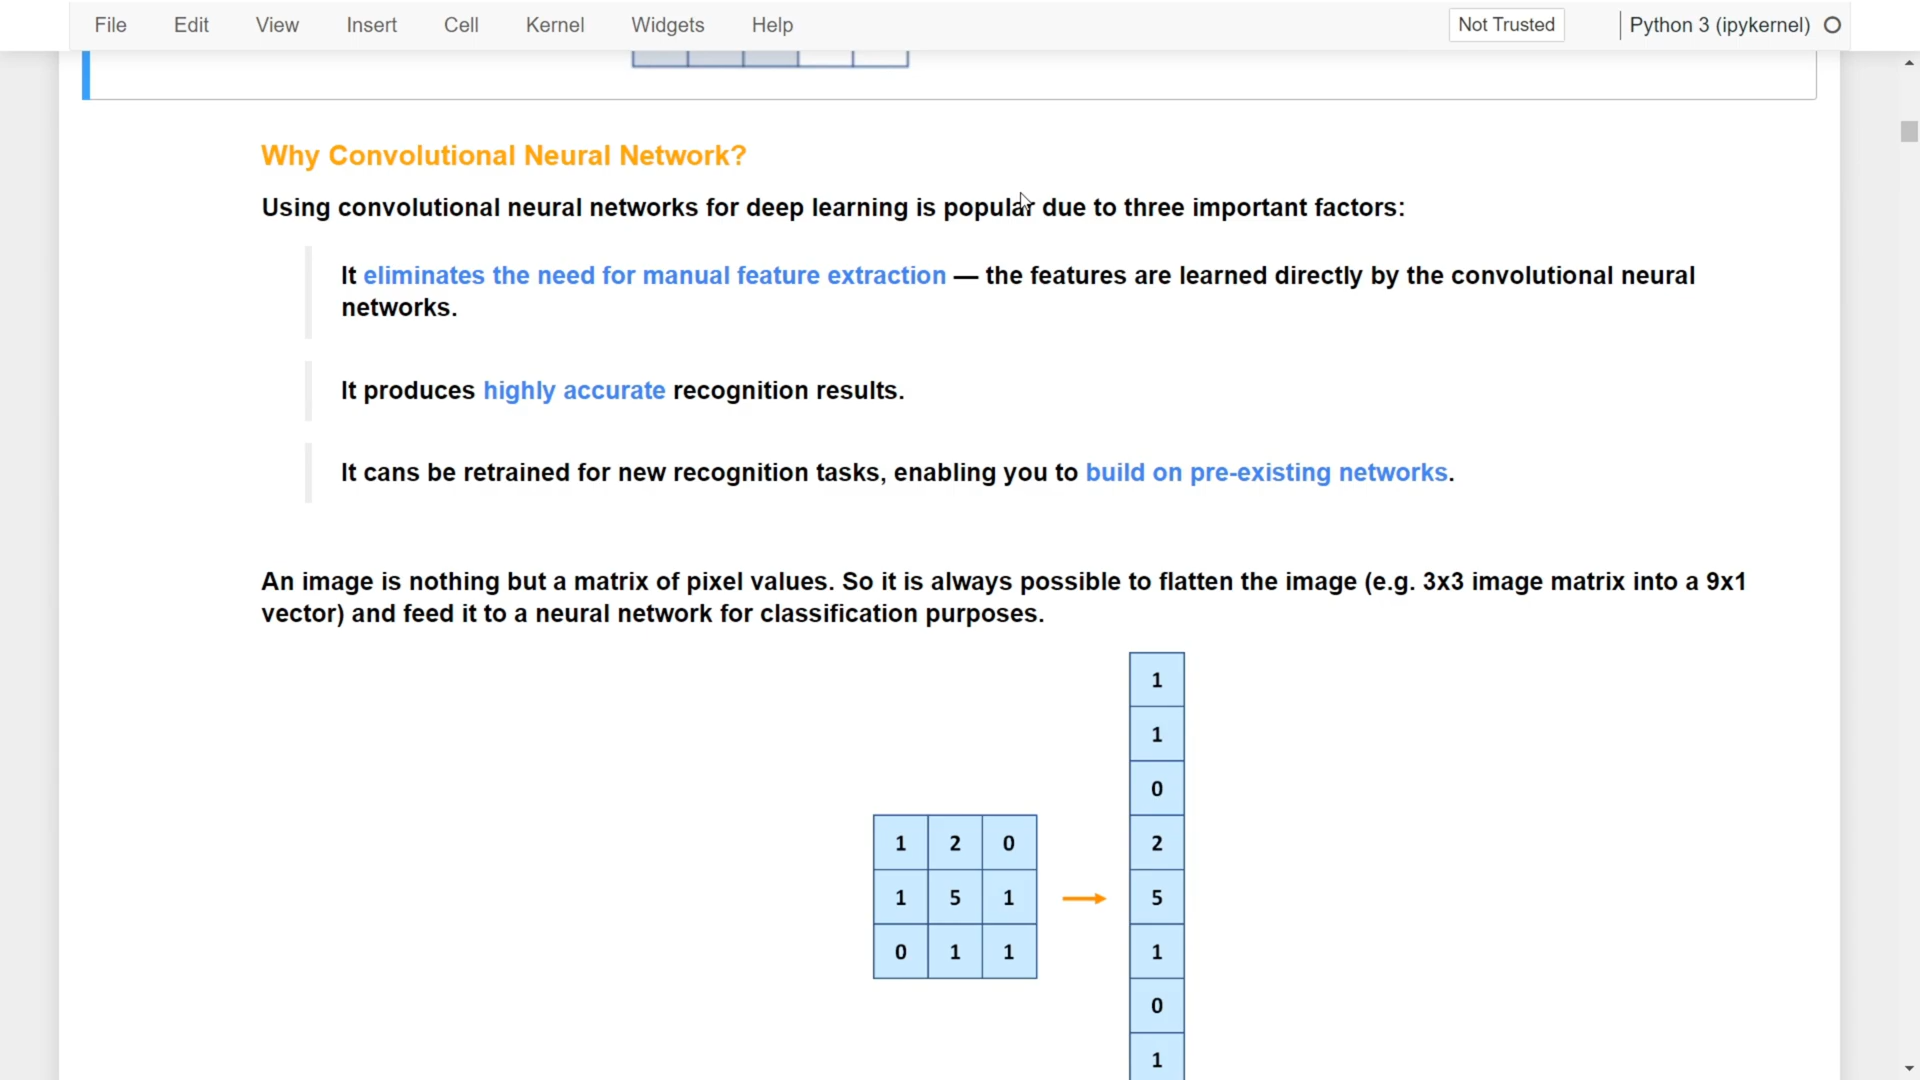 File Edit View Insert Cell Kernel Widgets Help Not Trusted Python 3 (ipykernel)
Why Convolutional Neural Network?
Using convolutional neural networks for deep learning is popular due to three important factors:
It eliminates the need for manual feature extraction — the features are learned directly by the convolutional neural
networks.
It produces highly accurate recognition results.
It cans be retrained for new recognition tasks, enabling you to build on pre-existing networks.
An image is nothing but a matrix of pixel values. So it is always possible to flatten the image (e.g. 3x3 image matrix into a 9x1
vector) and feed it to a neural network for classification purposes.
1 2 0
1 5 1
0 1 1
1
1
0
2
5
1
0
1